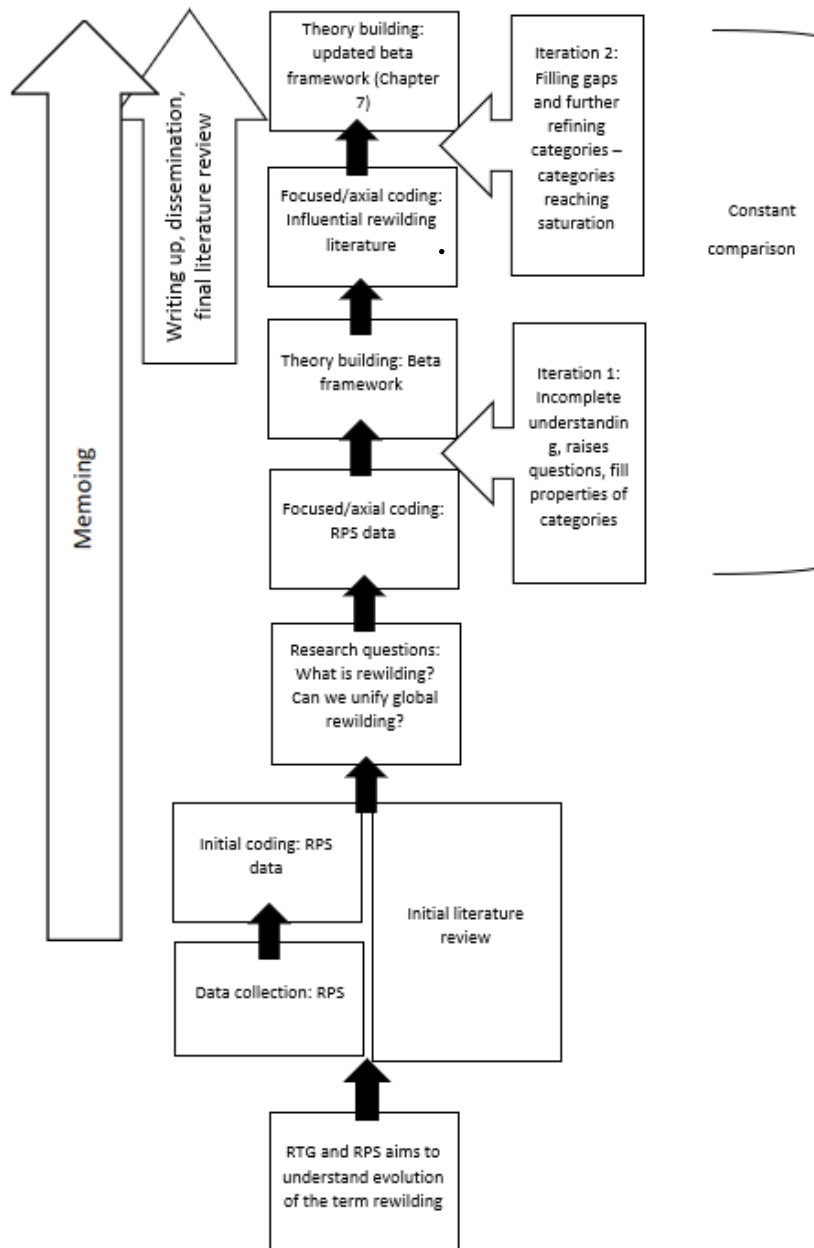 Theory building:
updated beta
framework (Chapter
7)
Iteration 2:
Filling gaps
and further
refining
categories –
categories
reaching
saturation
Writing up, dissemination,
final literature review
Focused/axial coding:
Influential rewilding
literature
Constant
comparison
Theory building: Beta
framework
Iteration 1:
Incomplete
understandin
g, raises
questions, fill
properties of
categories
Memoing
Focused/axial coding:
RPS data
Research questions:
What is rewilding?
Can we unify global
rewilding?
Initial coding: RPS
data
Initial literature
review
Data collection: RPS
RTG and RPS aims to
understand evolution
of the term rewilding